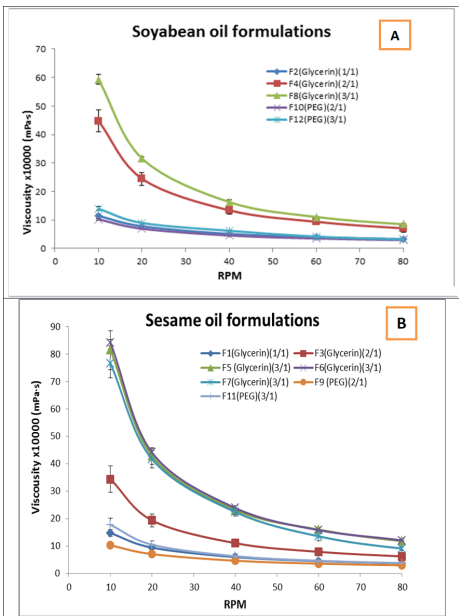 Soyabean oil formulations
A
70
60
50
40
30
20
10
0
Viscousity x10000 (mPa·s)
F2(Glycerin)(1/1)
F4(Glycerin)(2/1)
F8(Glycerin)(3/1)
F10(PEG)(2/1)
F12(PEG)(3/1)
0 10 20 30 40 50 60 70 80
RPM
Sesame oil formulations
B
90
80
70
60
50
40
30
20
10
0
Viscousity x10000 (mPa·s)
F1(Glycerin)(1/1) F3(Glycerin)(2/1)
F5 (Glycerin)(3/1) F6(Glycerin)(3/1)
F7(Glycerin)(3/1) F9 (PEG)(2/1)
F11(PEG)(3/1)
0 10 20 30 40 50 60 70 80
RPM